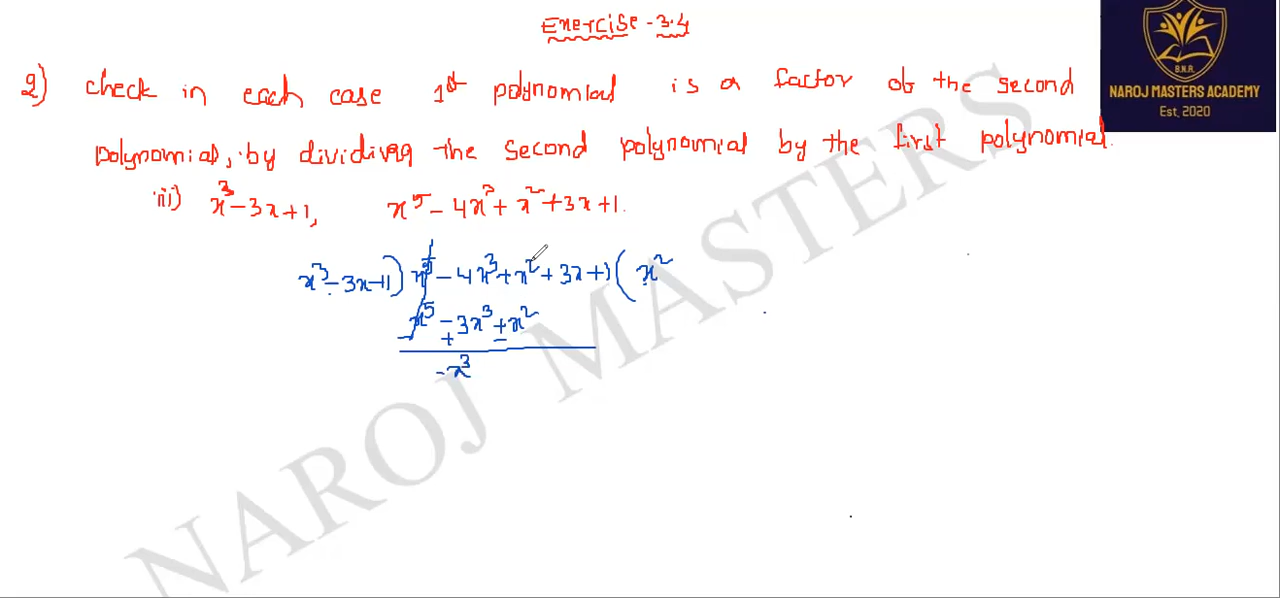 Exercise - 3.4
2) check in each case 1st polynomial is a factor of the second
polynomial, by dividing the second polynomial by the first polynomial.
iii) x³ - 3x + 1, x⁵ - 4x³ + x² + 3x + 1.
x³ - 3x + 1 ) x⁵ - 4x³ + x² + 3x + 1 ( x²
x⁵ - 3x³ + x²
- + -
- x³
B.N.R.
NAROJ MASTERS ACADEMY
Est. 2020
NAROJ MASTERS